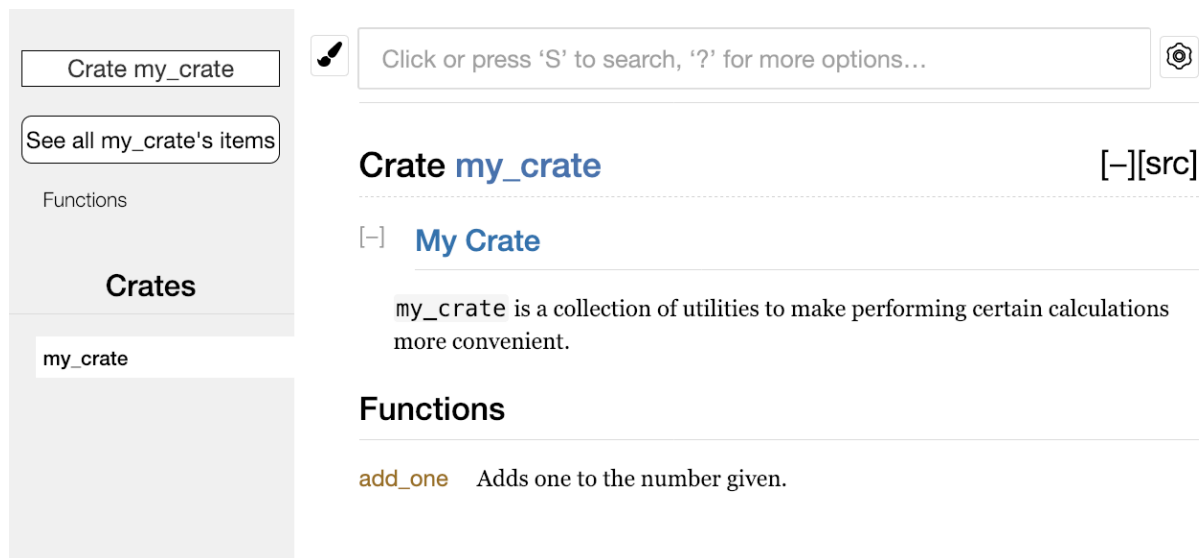 Crate my_crate
See all my_crate's items
Functions
Crates
my_crate
Click or press ‘S’ to search, ‘?’ for more options…
Crate my_crate [−][src]
[−] My Crate
my_crate is a collection of utilities to make performing certain calculations
more convenient.
Functions
add_one Adds one to the number given.